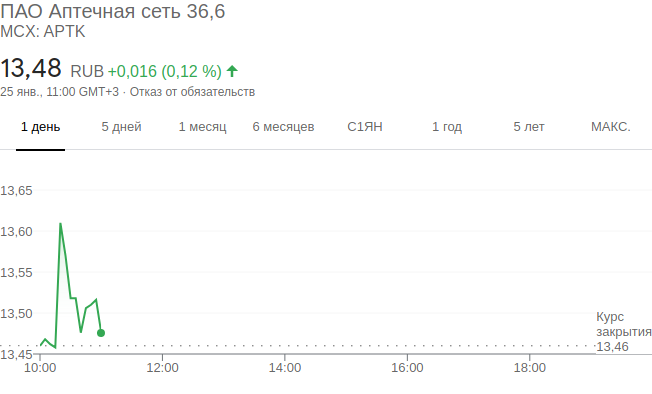 ПАО Аптечная сеть 36,6
MCX: APTK
13,48 RUB +0,016 (0,12 %)
25 янв., 11:00 GMT+3 · Отказ от обязательств
1 день 5 дней 1 месяц 6 месяцев С1ЯН 1 год 5 лет МАКС.
13,65
13,60
13,55
13,50
13,45
Курс
закрытия
13,46
10:00 12:00 14:00 16:00 18:00